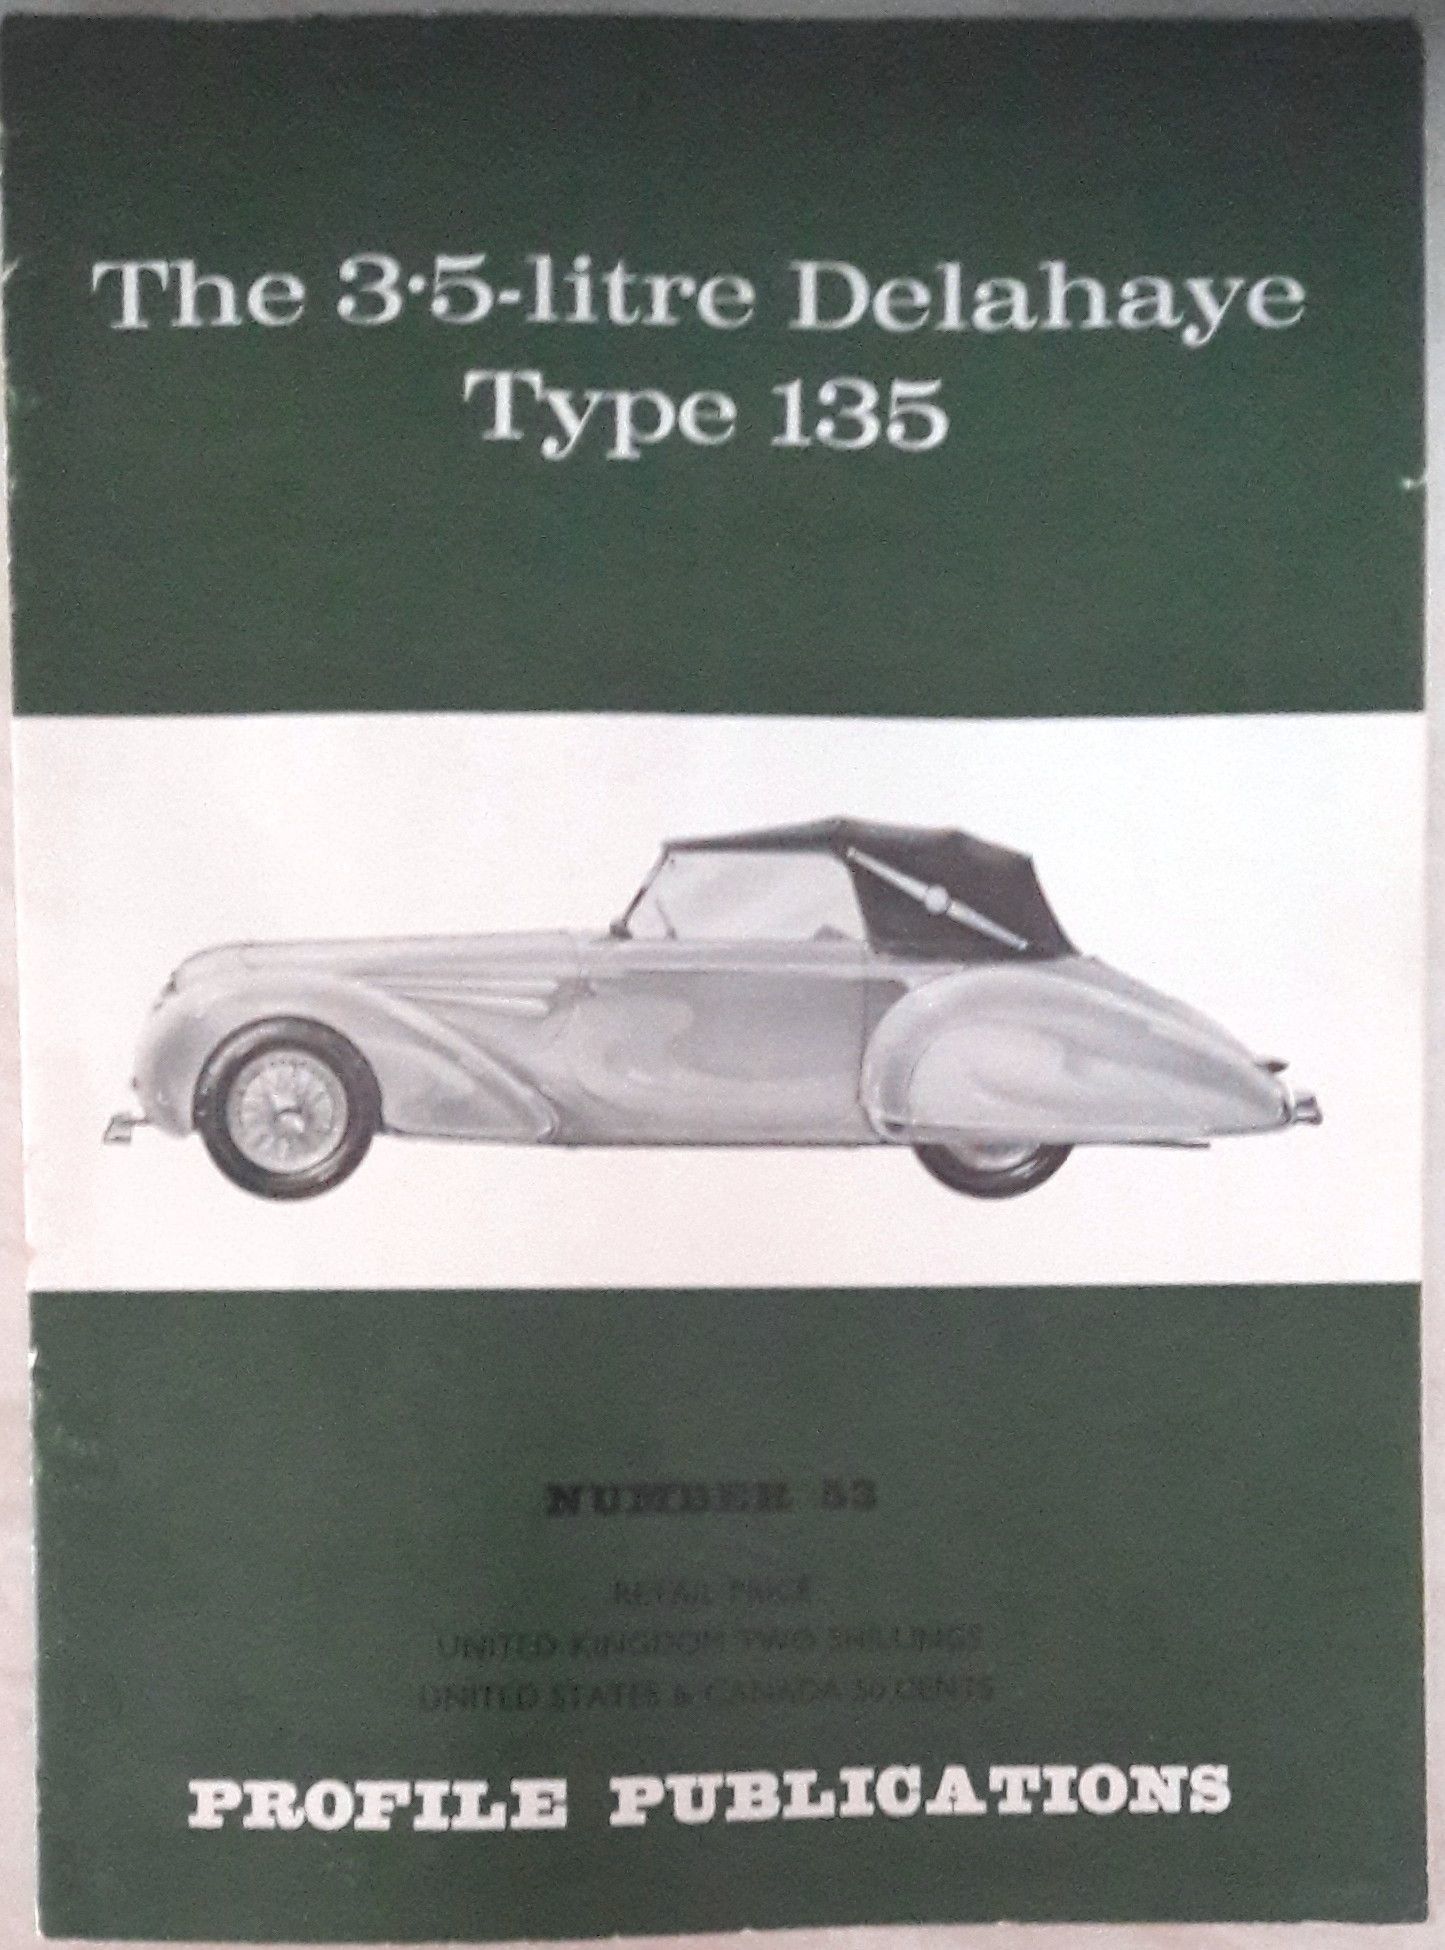 The 3·5-litre Delahaye
Type 135
NUMBER 53
RETAIL PRICE
UNITED KINGDOM TWO SHILLINGS
UNITED STATES & CANADA 50 CENTS
PROFILE PUBLICATIONS